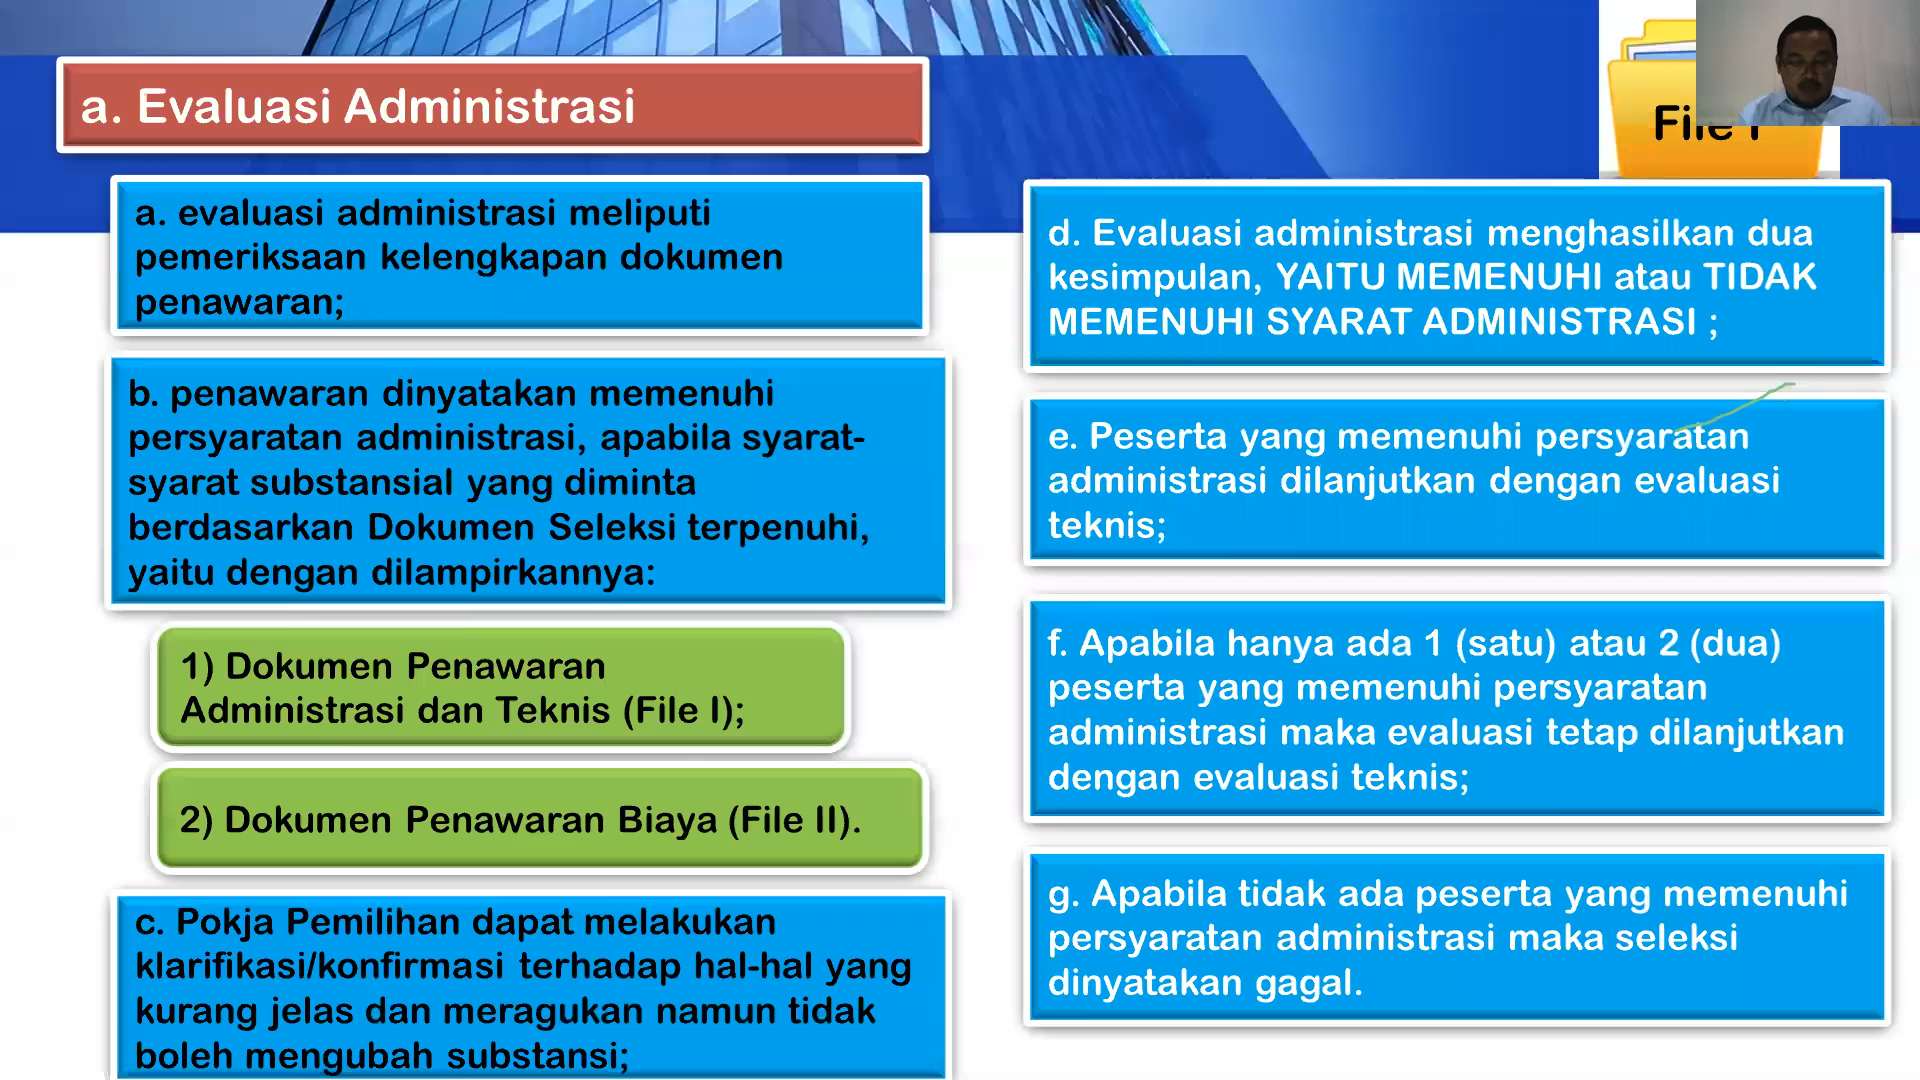 a. Evaluasi Administrasi
a. evaluasi administrasi meliputi
pemeriksaan kelengkapan dokumen
penawaran;
b. penawaran dinyatakan memenuhi
persyaratan administrasi, apabila syarat-
syarat substansial yang diminta
berdasarkan Dokumen Seleksi terpenuhi,
yaitu dengan dilampirkannya:
1) Dokumen Penawaran
Administrasi dan Teknis (File I);
2) Dokumen Penawaran Biaya (File II).
c. Pokja Pemilihan dapat melakukan
klarifikasi/konfirmasi terhadap hal-hal yang
kurang jelas dan meragukan namun tidak
boleh mengubah substansi;
File I
d. Evaluasi administrasi menghasilkan dua
kesimpulan, YAITU MEMENUHI atau TIDAK
MEMENUHI SYARAT ADMINISTRASI ;
e. Peserta yang memenuhi persyaratan
administrasi dilanjutkan dengan evaluasi
teknis;
f. Apabila hanya ada 1 (satu) atau 2 (dua)
peserta yang memenuhi persyaratan
administrasi maka evaluasi tetap dilanjutkan
dengan evaluasi teknis;
g. Apabila tidak ada peserta yang memenuhi
persyaratan administrasi maka seleksi
dinyatakan gagal.